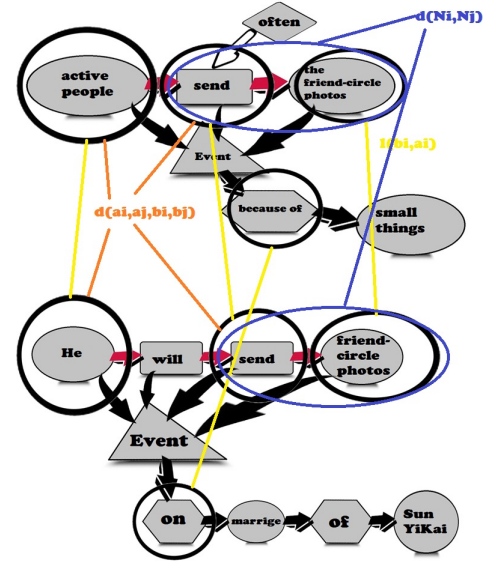 often
d(Ni,Nj)
active
people
send
the
friend-circle
photos
l(bi,ai)
Event
because of
small
things
d(ai,aj,bi,bj)
He
will
send
friend-
circle
photos
Event
on
marrige
of
Sun
YiKai